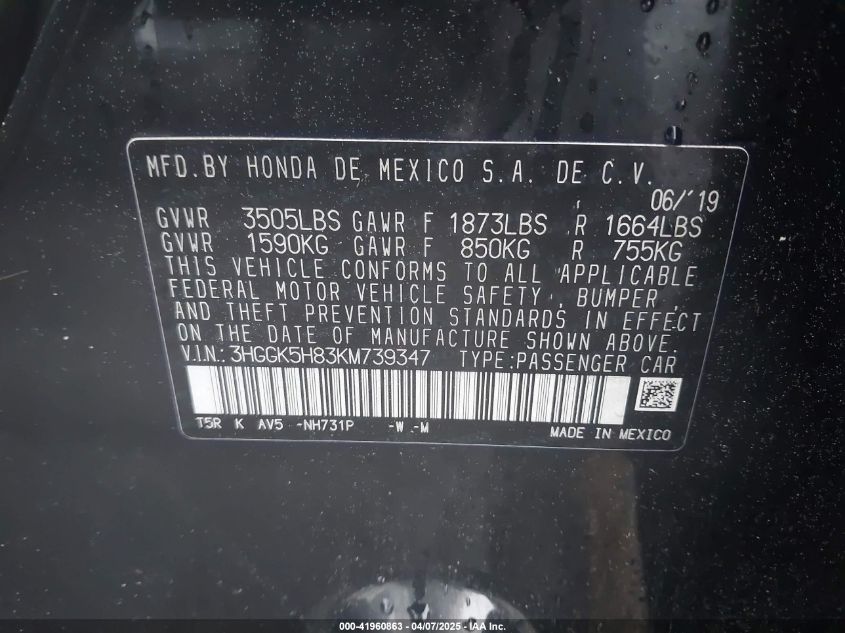 MFD.BY HONDA DE MEXICO S.A. DE C.V.
06/'19
GVWR 3505LBS GAWR F 1873LBS R 1664LBS
GVWR 1590KG GAWR F 850KG R 755KG
THIS VEHICLE CONFORMS TO ALL APPLICABLE
FEDERAL MOTOR VEHICLE SAFETY, BUMPER,
AND THEFT PREVENTION STANDARDS IN EFFECT
ON THE DATE OF MANUFACTURE SHOWN ABOVE.
V.I.N.: 3HGGK5H83KM739347 TYPE:PASSENGER CAR
T5R K AV5 -NH731P -W -M
MADE IN MEXICO
000-41960863 - 04/07/2025 - IAA Inc.